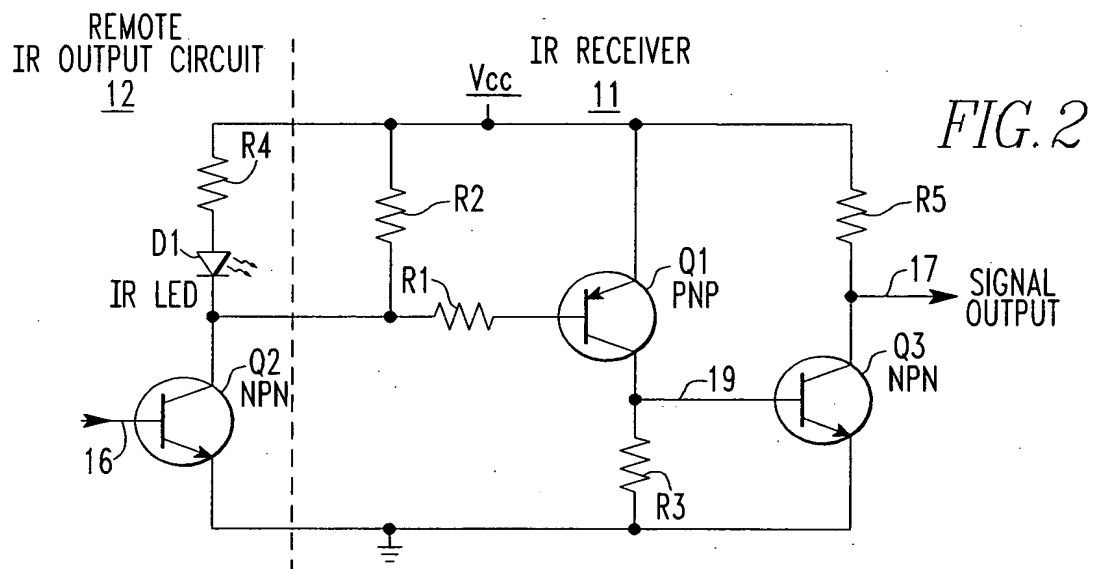 REMOTE
IR OUTPUT CIRCUIT
12
IR RECEIVER
11
Vcc
FIG. 2
R4
D1
IR LED
R2
R1
Q1
PNP
R5
17
SIGNAL
OUTPUT
Q2
NPN
16
19
Q3
NPN
R3